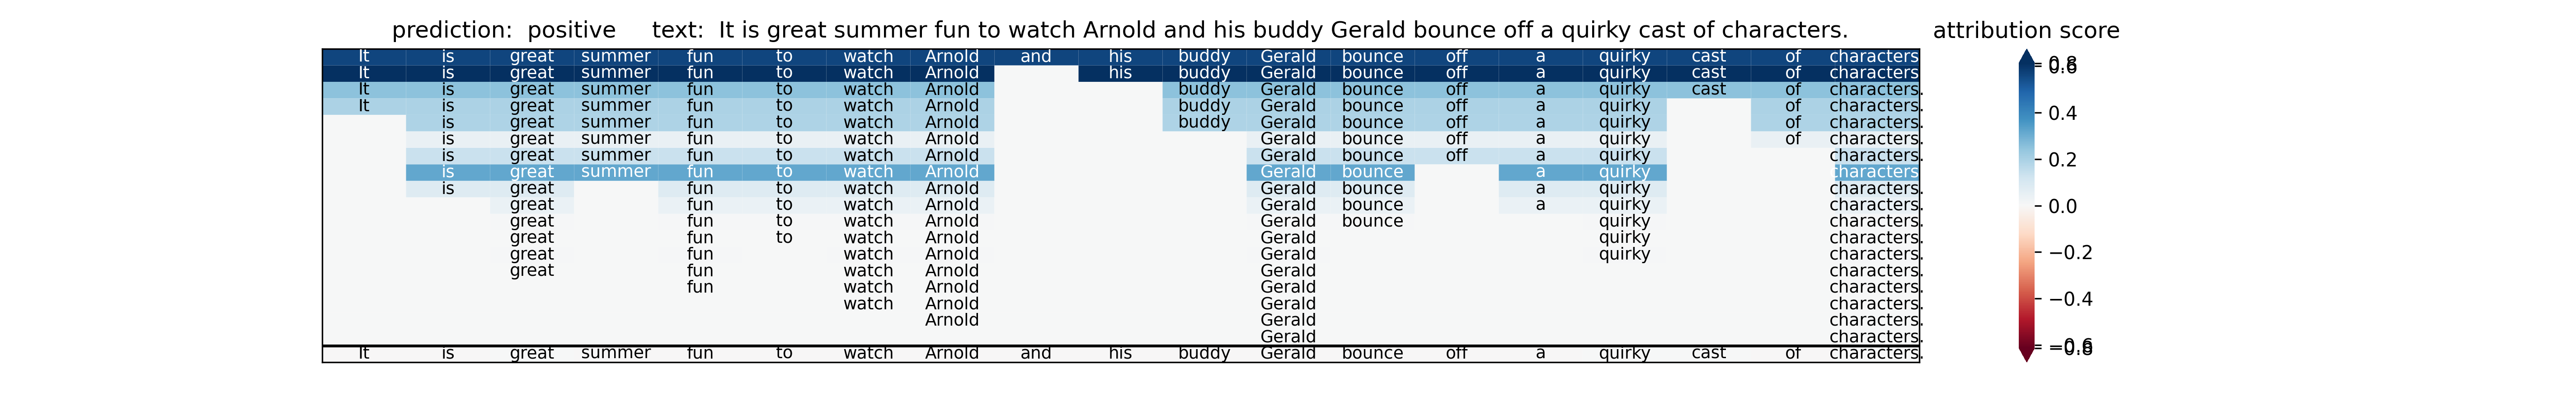 prediction: positive text: It is great summer fun to watch Arnold and his buddy Gerald bounce off a quirky cast of characters. attribution score
It is great summer fun to watch Arnold and his buddy Gerald bounce off a quirky cast of characters.
It is great summer fun to watch Arnold his buddy Gerald bounce off a quirky cast of characters.
It is great summer fun to watch Arnold buddy Gerald bounce off a quirky cast of characters.
It is great summer fun to watch Arnold buddy Gerald bounce off a quirky of characters.
is great summer fun to watch Arnold buddy Gerald bounce off a quirky of characters.
is great summer fun to watch Arnold Gerald bounce off a quirky of characters.
is great summer fun to watch Arnold Gerald bounce off a quirky characters.
is great summer fun to watch Arnold Gerald bounce a quirky characters.
is great fun to watch Arnold Gerald bounce a quirky characters.
great fun to watch Arnold Gerald bounce a quirky characters.
great fun to watch Arnold Gerald bounce quirky characters.
great fun to watch Arnold Gerald quirky characters.
great fun watch Arnold Gerald quirky characters.
great fun watch Arnold Gerald characters.
fun watch Arnold Gerald characters.
watch Arnold Gerald characters.
Arnold Gerald characters.
Gerald characters.
It is great summer fun to watch Arnold and his buddy Gerald bounce off a quirky cast of characters.
0.8
0.6
0.4
0.2
0.0
−0.2
−0.4
−0.6
−0.8